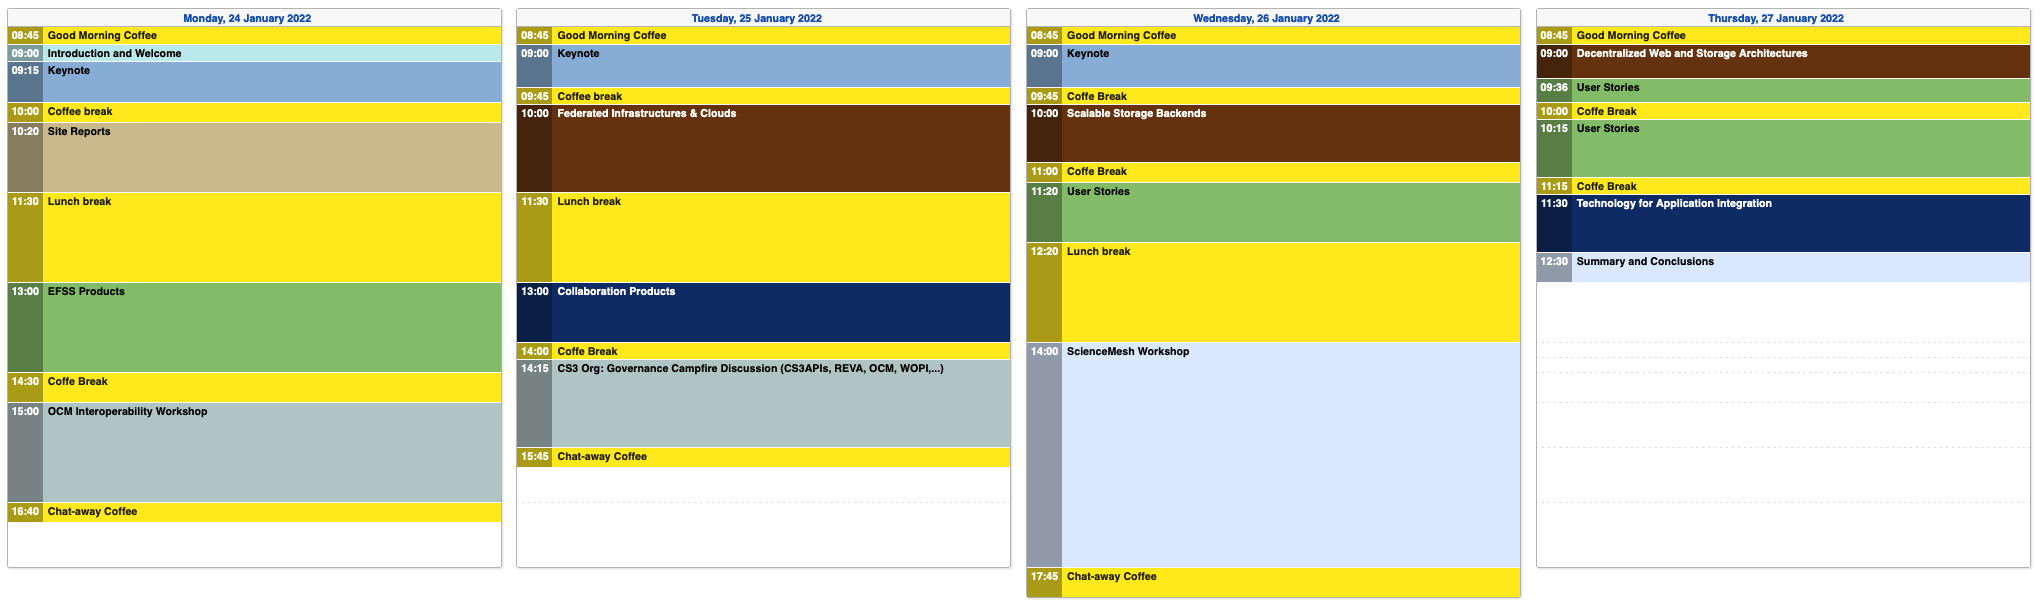 Monday, 24 January 2022
08:45 Good Morning Coffee
09:00 Introduction and Welcome
09:15 Keynote
10:00 Coffee break
10:20 Site Reports
11:30 Lunch break
13:00 EFSS Products
14:30 Coffe Break
15:00 OCM Interoperability Workshop
16:40 Chat-away Coffee
Tuesday, 25 January 2022
08:45 Good Morning Coffee
09:00 Keynote
09:45 Coffee break
10:00 Federated Infrastructures & Clouds
11:30 Lunch break
13:00 Collaboration Products
14:00 Coffe Break
14:15 CS3 Org: Governance Campfire Discussion (CS3APIs, REVA, OCM, WOPI,...)
15:45 Chat-away Coffee
Wednesday, 26 January 2022
08:45 Good Morning Coffee
09:00 Keynote
09:45 Coffe Break
10:00 Scalable Storage Backends
11:00 Coffe Break
11:20 User Stories
12:20 Lunch break
14:00 ScienceMesh Workshop
17:45 Chat-away Coffee
Thursday, 27 January 2022
08:45 Good Morning Coffee
09:00 Decentralized Web and Storage Architectures
09:36 User Stories
10:00 Coffe Break
10:15 User Stories
11:15 Coffe Break
11:30 Technology for Application Integration
12:30 Summary and Conclusions